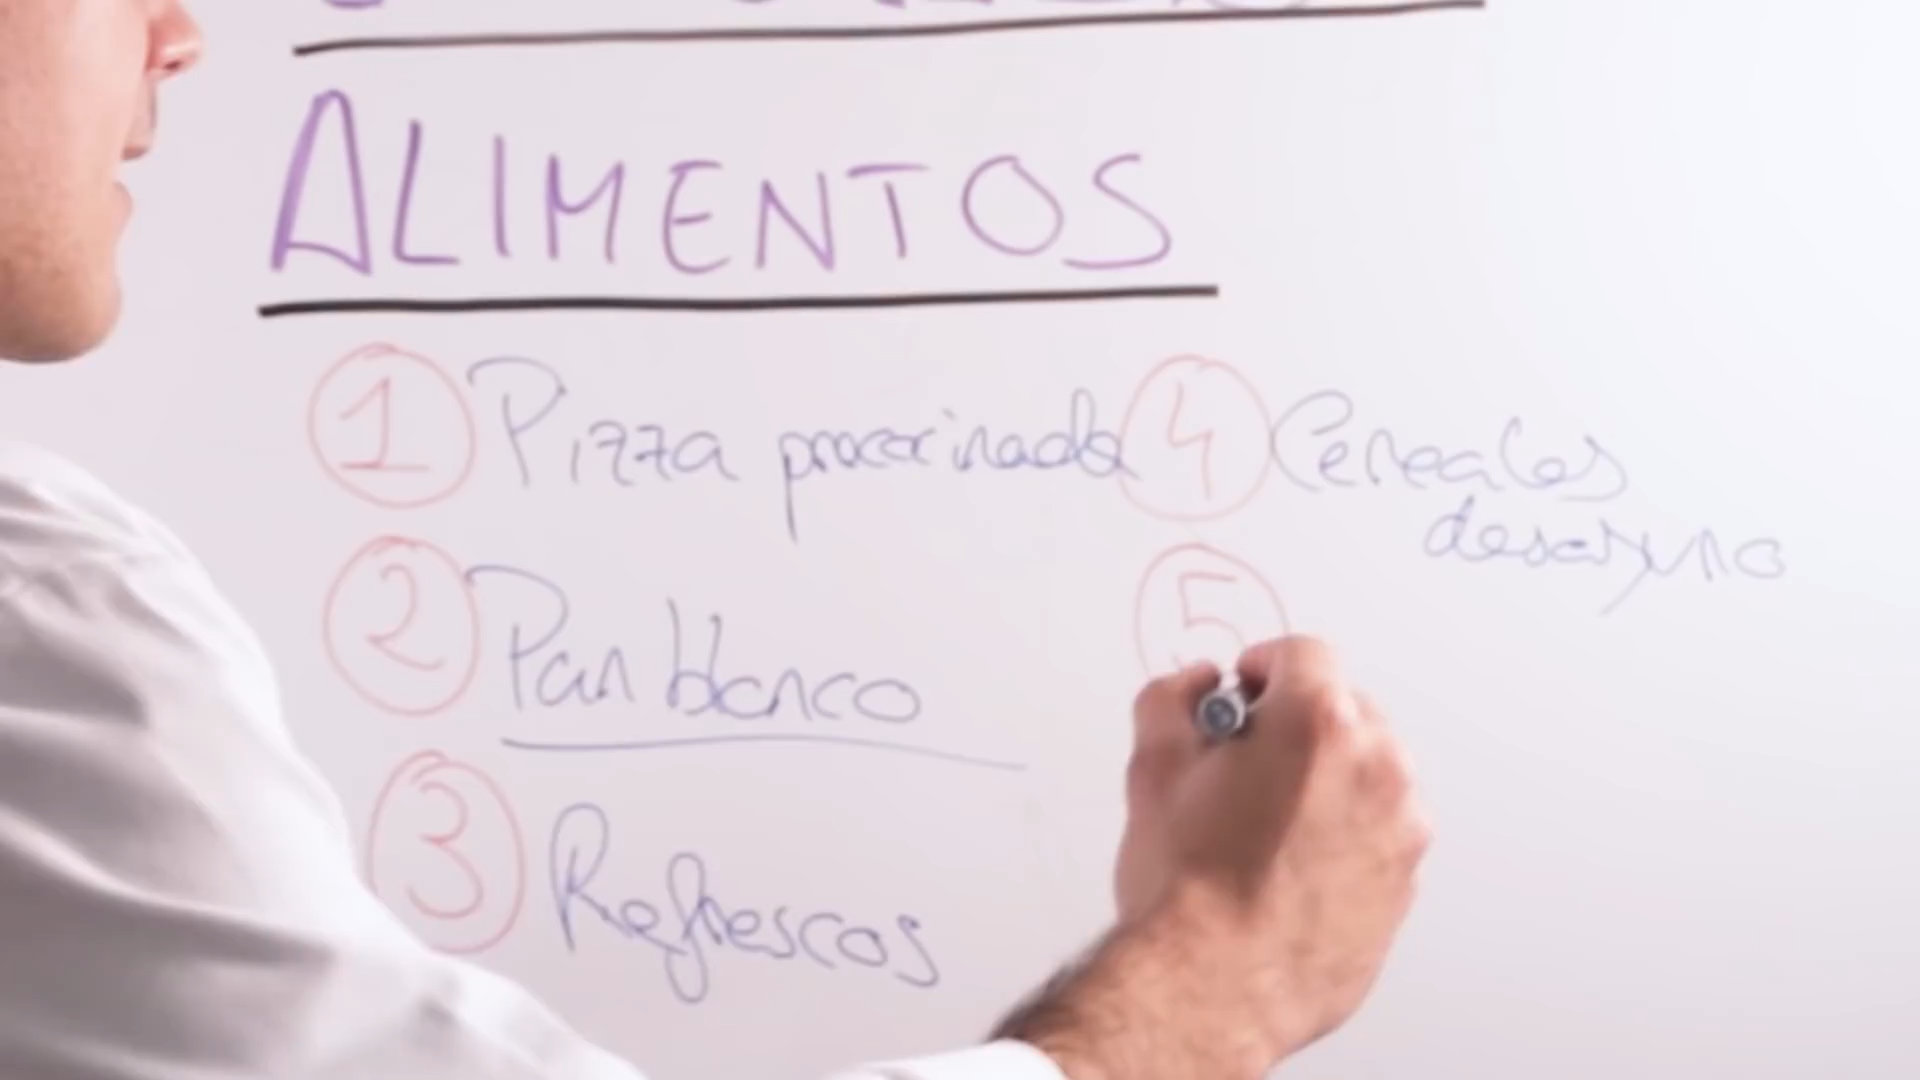 ALIMENTOS
1 Pizza precocinada
2 Pan blanco
3 Refrescos
4 Cereales
desayuno
5